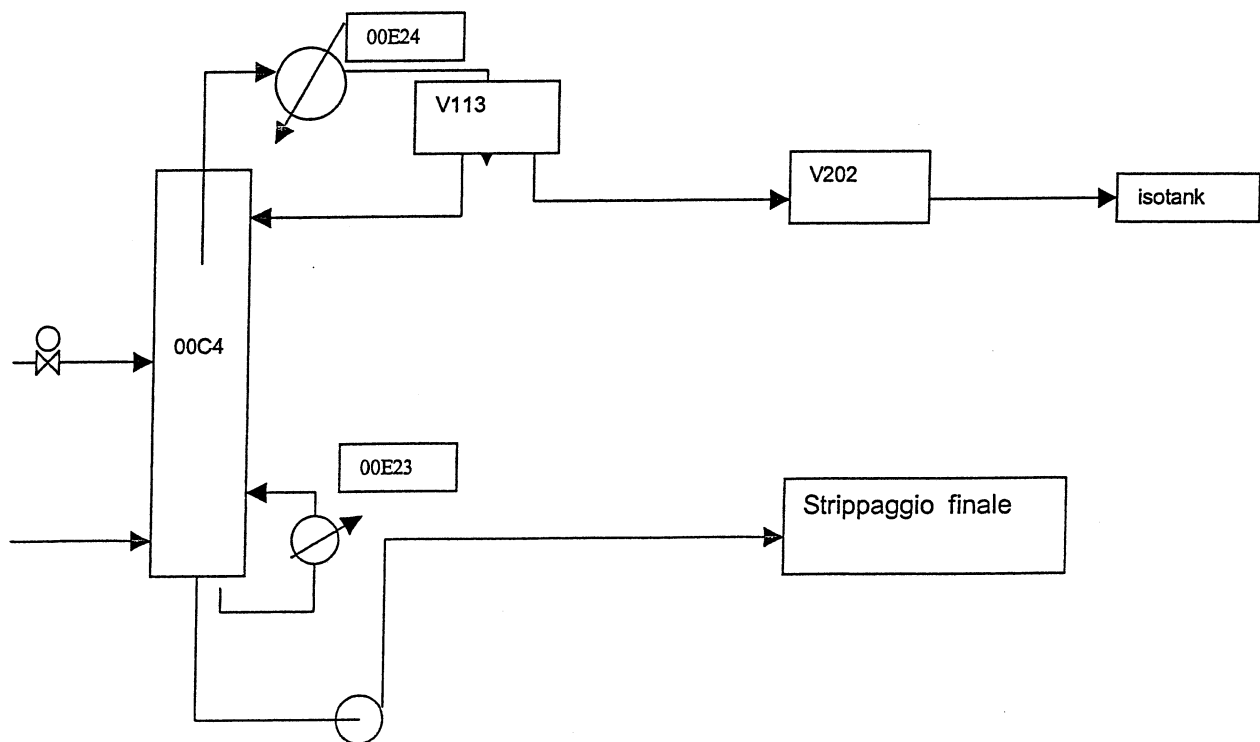 00E24
V113
V202
isotank
00C4
00E23
Strippaggio finale